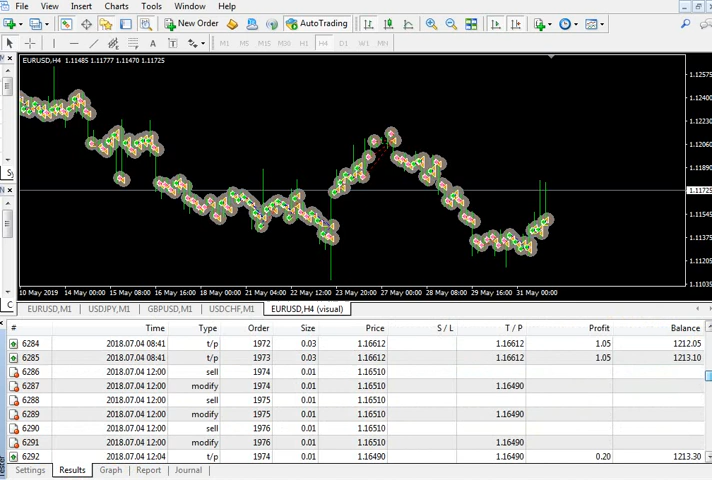 File View Insert Charts Tools Window Help
New Order AutoTrading
M1 M5 M15 M30 H1 H4 D1 W1 MN
EURUSD,H4 1.11485 1.11777 1.11470 1.11725
1.12575
1.12400
1.12230
1.12060
1.11890
1.11725
1.11545
1.11375
1.11205
1.11035
10 May 2019 14 May 00:00 15 May 08:00 16 May 16:00 18 May 00:00 21 May 04:00 22 May 12:00 23 May 20:00 27 May 00:00 28 May 08:00 29 May 16:00 31 May 00:00
EURUSD,M1 USDJPY,M1 GBPUSD,M1 USDCHF,M1 EURUSD,H4 (visual)
# Time Type Order Size Price S / L T / P Profit Balance
6284 2018.07.04 08:41 t/p 1972 0.03 1.16612 1.16612 1.05 1212.05
6285 2018.07.04 08:41 t/p 1973 0.03 1.16612 1.16612 1.05 1213.10
6286 2018.07.04 12:00 sell 1974 0.01 1.16510
6287 2018.07.04 12:00 modify 1974 0.01 1.16510 1.16490
6288 2018.07.04 12:00 sell 1975 0.01 1.16510
6289 2018.07.04 12:00 modify 1975 0.01 1.16510 1.16490
6290 2018.07.04 12:00 sell 1976 0.01 1.16510
6291 2018.07.04 12:00 modify 1976 0.01 1.16510 1.16490
6292 2018.07.04 12:04 t/p 1974 0.01 1.16490 1.16490 0.20 1213.30
Settings Results Graph Report Journal